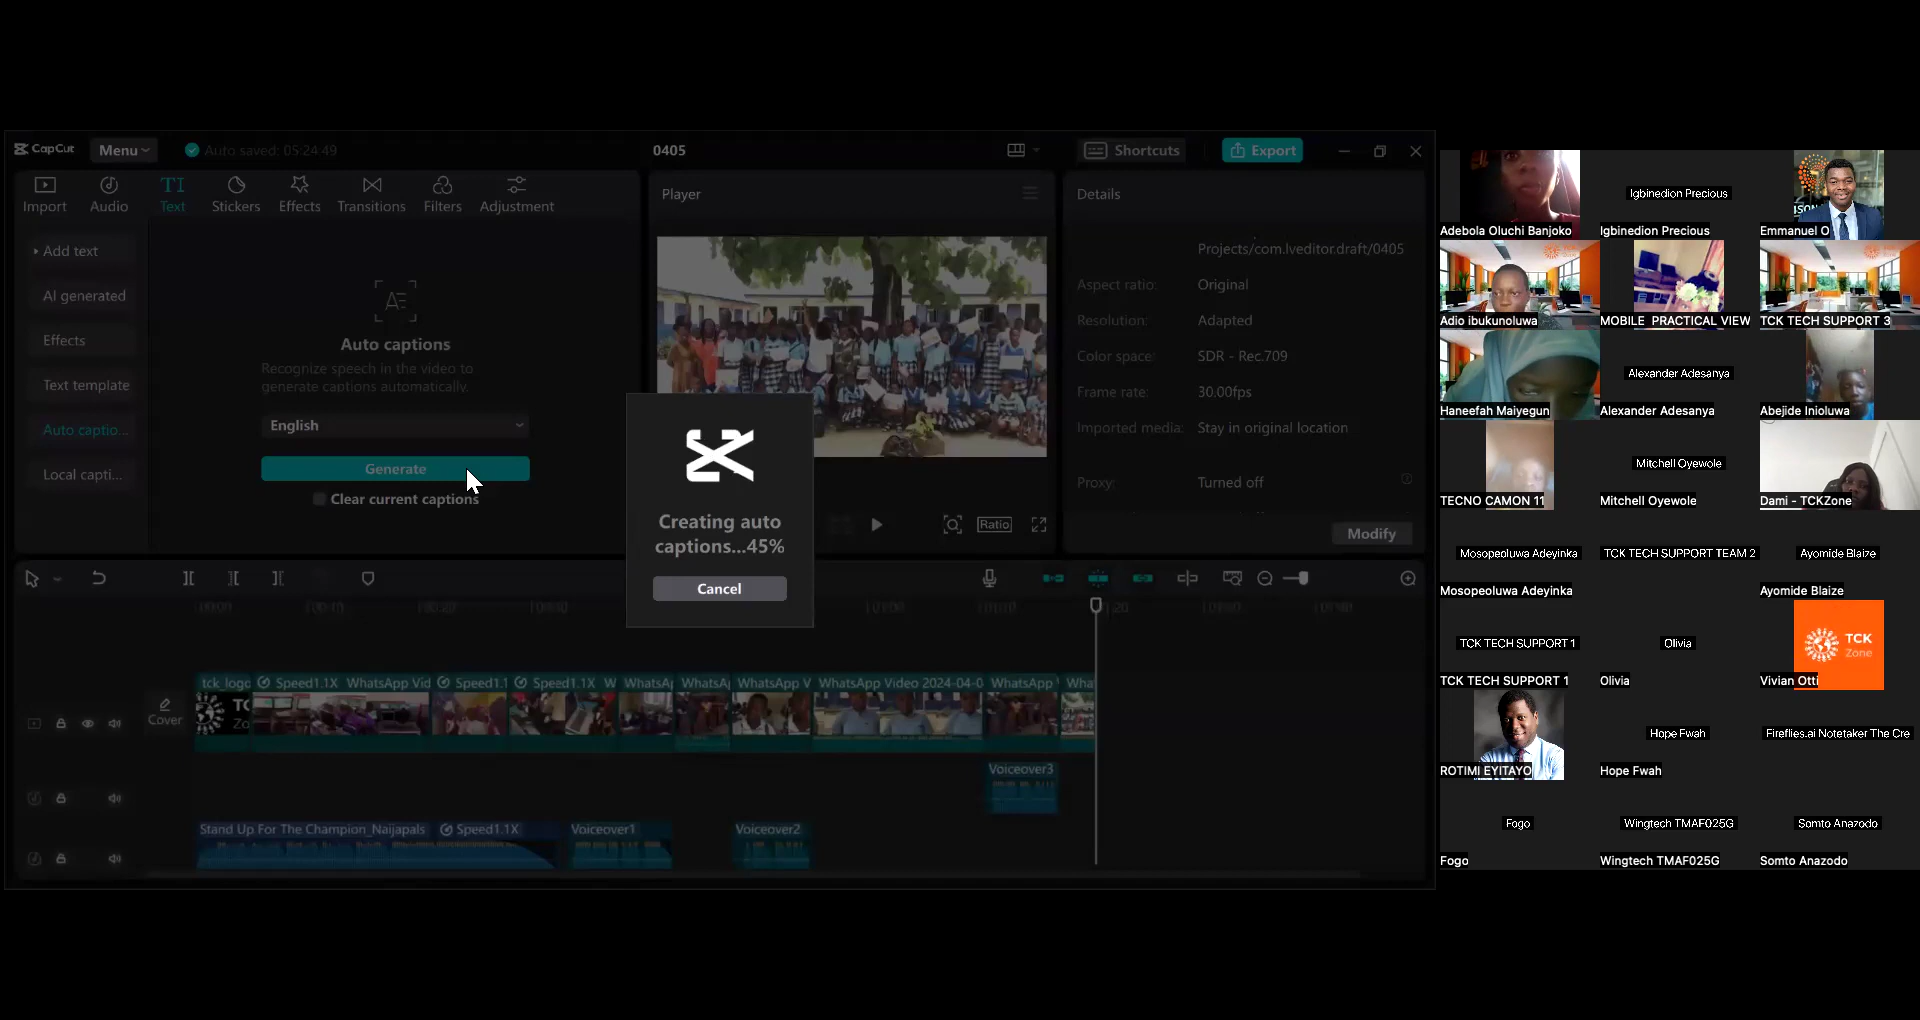 CapCut
Menu
Auto saved: 05:24:49
0405
Shortcuts
Export
Import
Audio
TI
Text
Stickers
Effects
Transitions
Filters
Adjustment
Player
Details
Add text
AI generated
Effects
Text template
Auto captio...
Local capti...
Auto captions
Recognize speech in the video to
generate captions automatically.
English
Generate
Clear current captions
Creating auto
captions...45%
Cancel
Ratio
Projects/com.lveditor.draft/0405
Aspect ratio: Original
Resolution: Adapted
Color space: SDR - Rec.709
Frame rate: 30.00fps
Imported media: Stay in original location
Proxy: Turned off
Modify
Cover
tck_logo
Speed1.1X WhatsApp Vid
Speed1.1
Speed1.1X W
WhatsAp
WhatsA
WhatsApp V
WhatsApp Video 2024-04-0
WhatsApp
Wha
Voiceover3
Stand Up For The Champion_Naijapals
Speed1.1X
Voiceover1
Voiceover2
Adebola Oluchi Banjoko
Igbinedion Precious
Igbinedion Precious
Emmanuel O
Adio ibukunoluwa
MOBILE PRACTICAL VIEW
TCK TECH SUPPORT 3
Haneefah Maiyegun
Alexander Adesanya
Alexander Adesanya
Abejide Inioluwa
TECNO CAMON 11
Mitchell Oyewole
Mitchell Oyewole
Dami - TCKZone
Mosopeoluwa Adeyinka
Mosopeoluwa Adeyinka
TCK TECH SUPPORT TEAM 2
Ayomide Blaize
Ayomide Blaize
TCK TECH SUPPORT 1
TCK TECH SUPPORT 1
Olivia
Olivia
TCK
Zone
Vivian Otti
ROTIMI EYITAYO
Hope Fwah
Hope Fwah
Fireflies.ai Notetaker The Cre
Fogo
Fogo
Wingtech TMAF025G
Wingtech TMAF025G
Somto Anazodo
Somto Anazodo